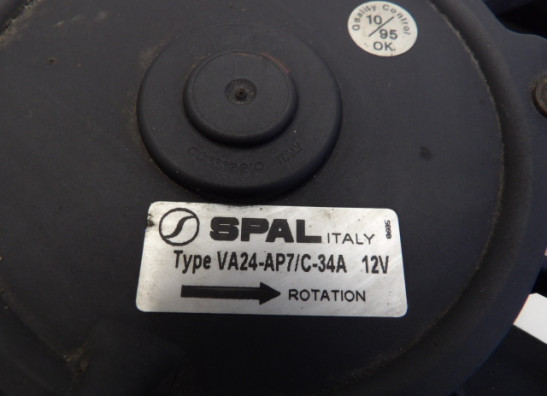 Quality Control
10/95
OK
SPAL ITALY
Type VA24-AP7/C-34A 12V
ROTATION